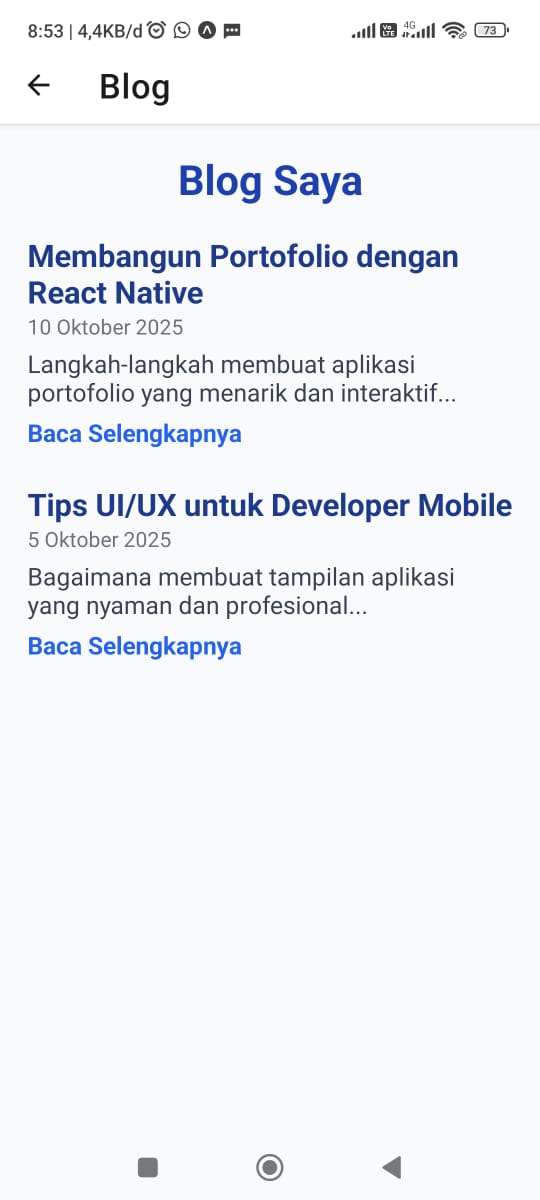 8:53 | 4,4KB/d
Vo
LTE
4G
73
Blog
Blog Saya
Membangun Portofolio dengan
React Native
10 Oktober 2025
Langkah-langkah membuat aplikasi
portofolio yang menarik dan interaktif...
Baca Selengkapnya
Tips UI/UX untuk Developer Mobile
5 Oktober 2025
Bagaimana membuat tampilan aplikasi
yang nyaman dan profesional...
Baca Selengkapnya